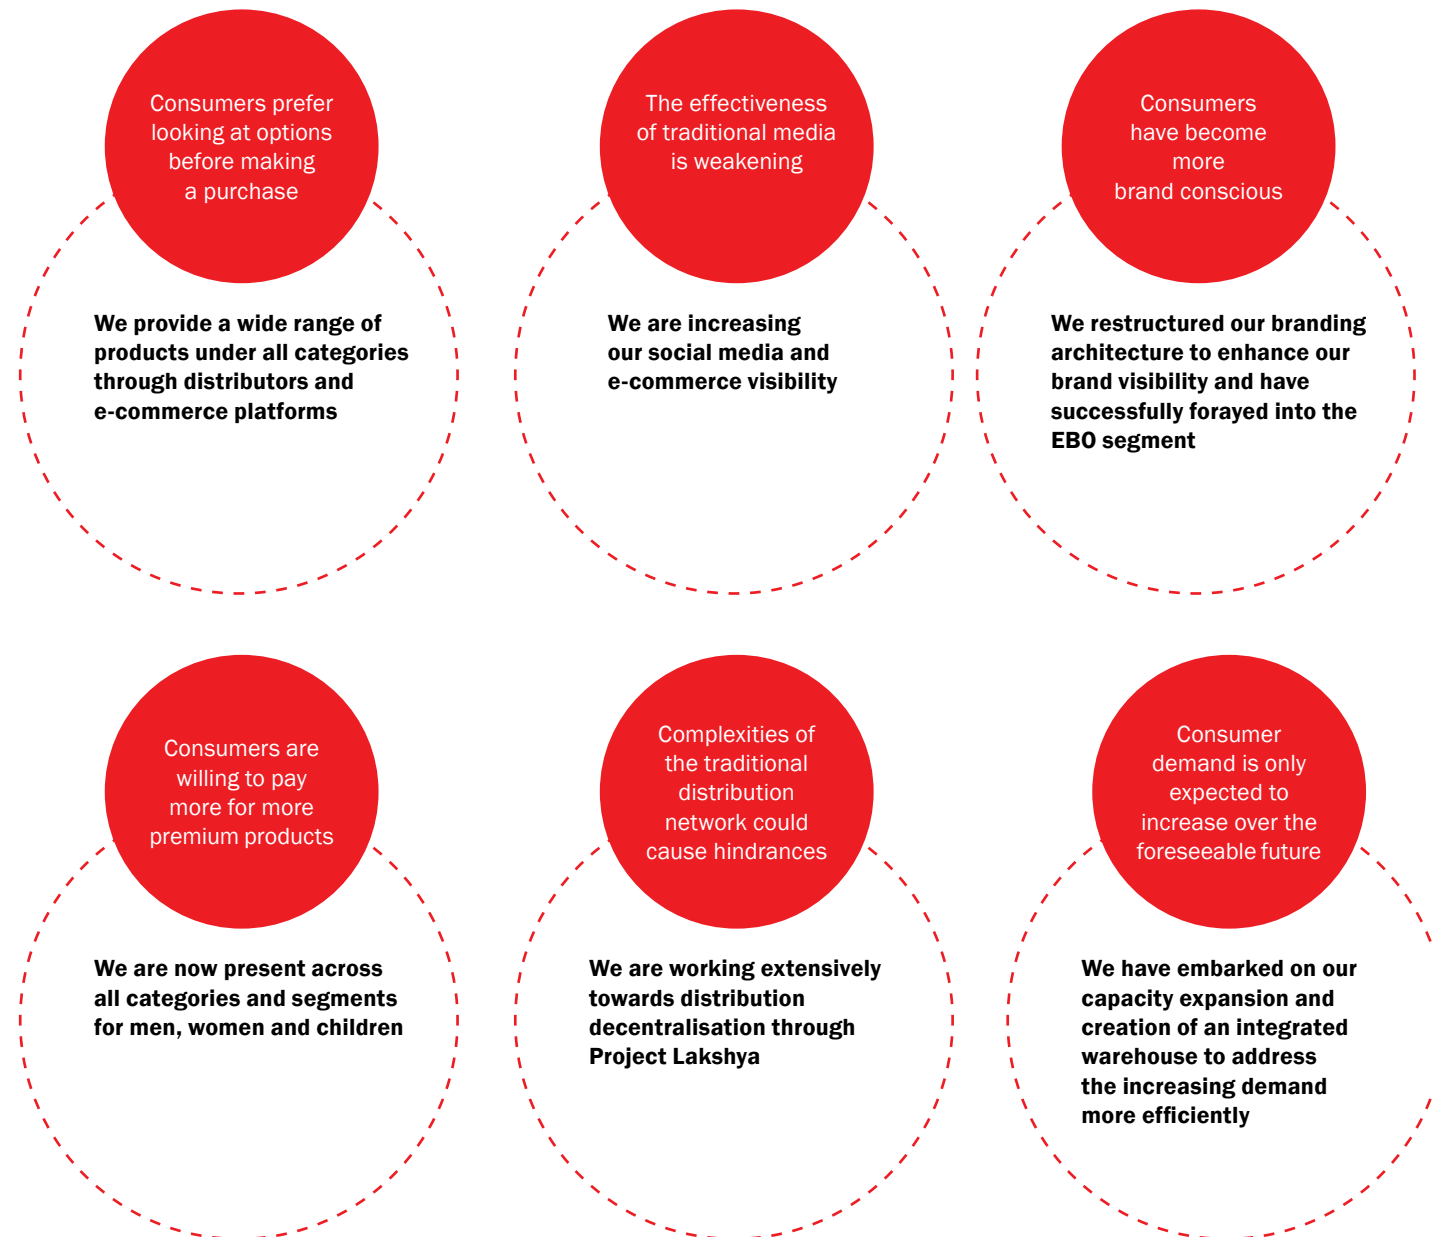 Consumers prefer
looking at options
before making
a purchase
We provide a wide range of
products under all categories
through distributors and
e-commerce platforms
The effectiveness
of traditional media
is weakening
We are increasing
our social media and
e-commerce visibility
Consumers
have become
more
brand conscious
We restructured our branding
architecture to enhance our
brand visibility and have
successfully forayed into the
EBO segment
Consumers are
willing to pay
more for more
premium products
We are now present across
all categories and segments
for men, women and children
Complexities of
the traditional
distribution
network could
cause hindrances
We are working extensively
towards distribution
decentralisation through
Project Lakshya
Consumer
demand is only
expected to
increase over the
foreseeable future
We have embarked on our
capacity expansion and
creation of an integrated
warehouse to address
the increasing demand
more efficiently